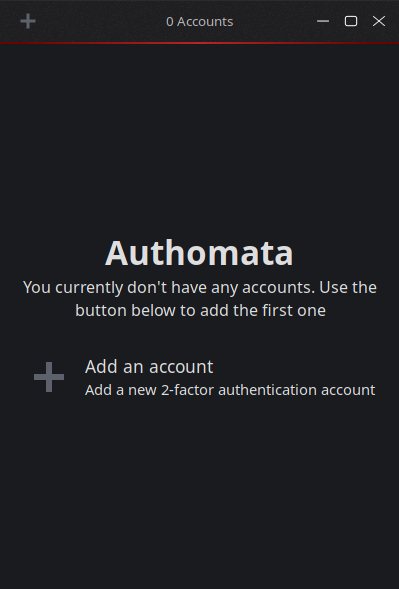 0 Accounts
Authomata
You currently don't have any accounts. Use the
button below to add the first one
Add an account
Add a new 2-factor authentication account